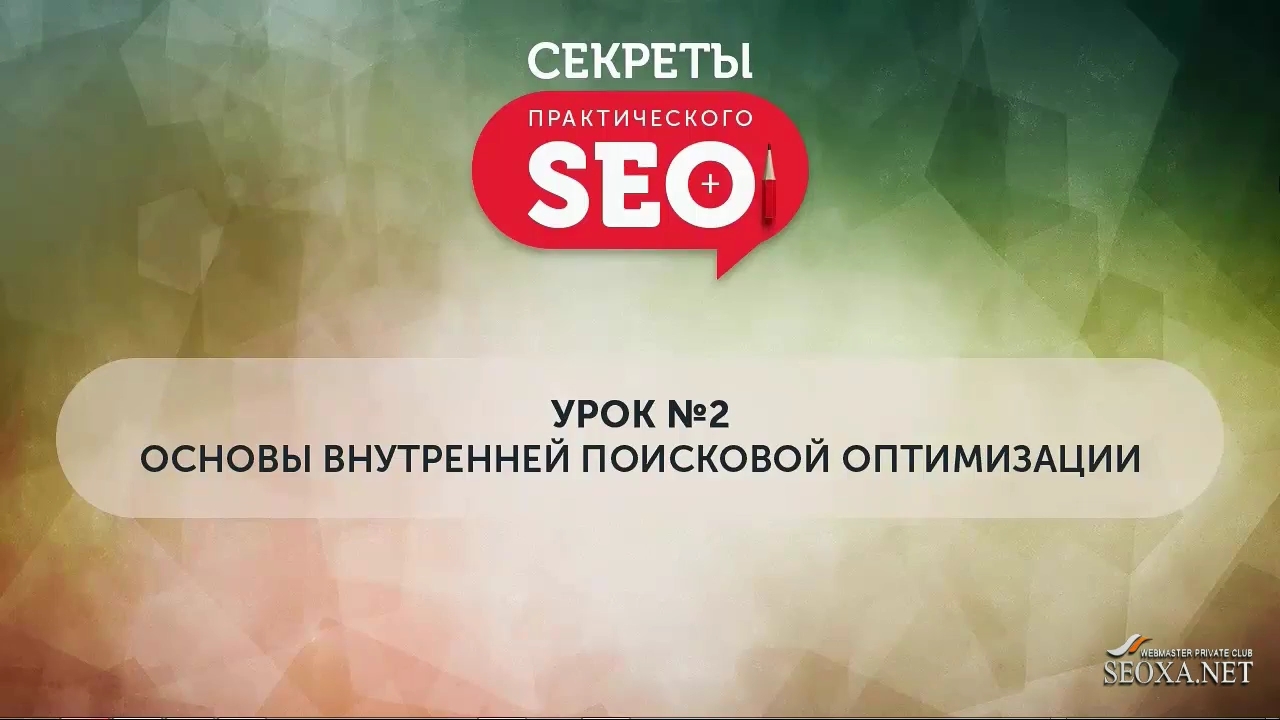 СЕКРЕТЫ
ПРАКТИЧЕСКОГО
SEO
+
УРОК №2
ОСНОВЫ ВНУТРЕННЕЙ ПОИСКОВОЙ ОПТИМИЗАЦИИ
WEBMASTER PRIVATE CLUB
SEOXA.NET